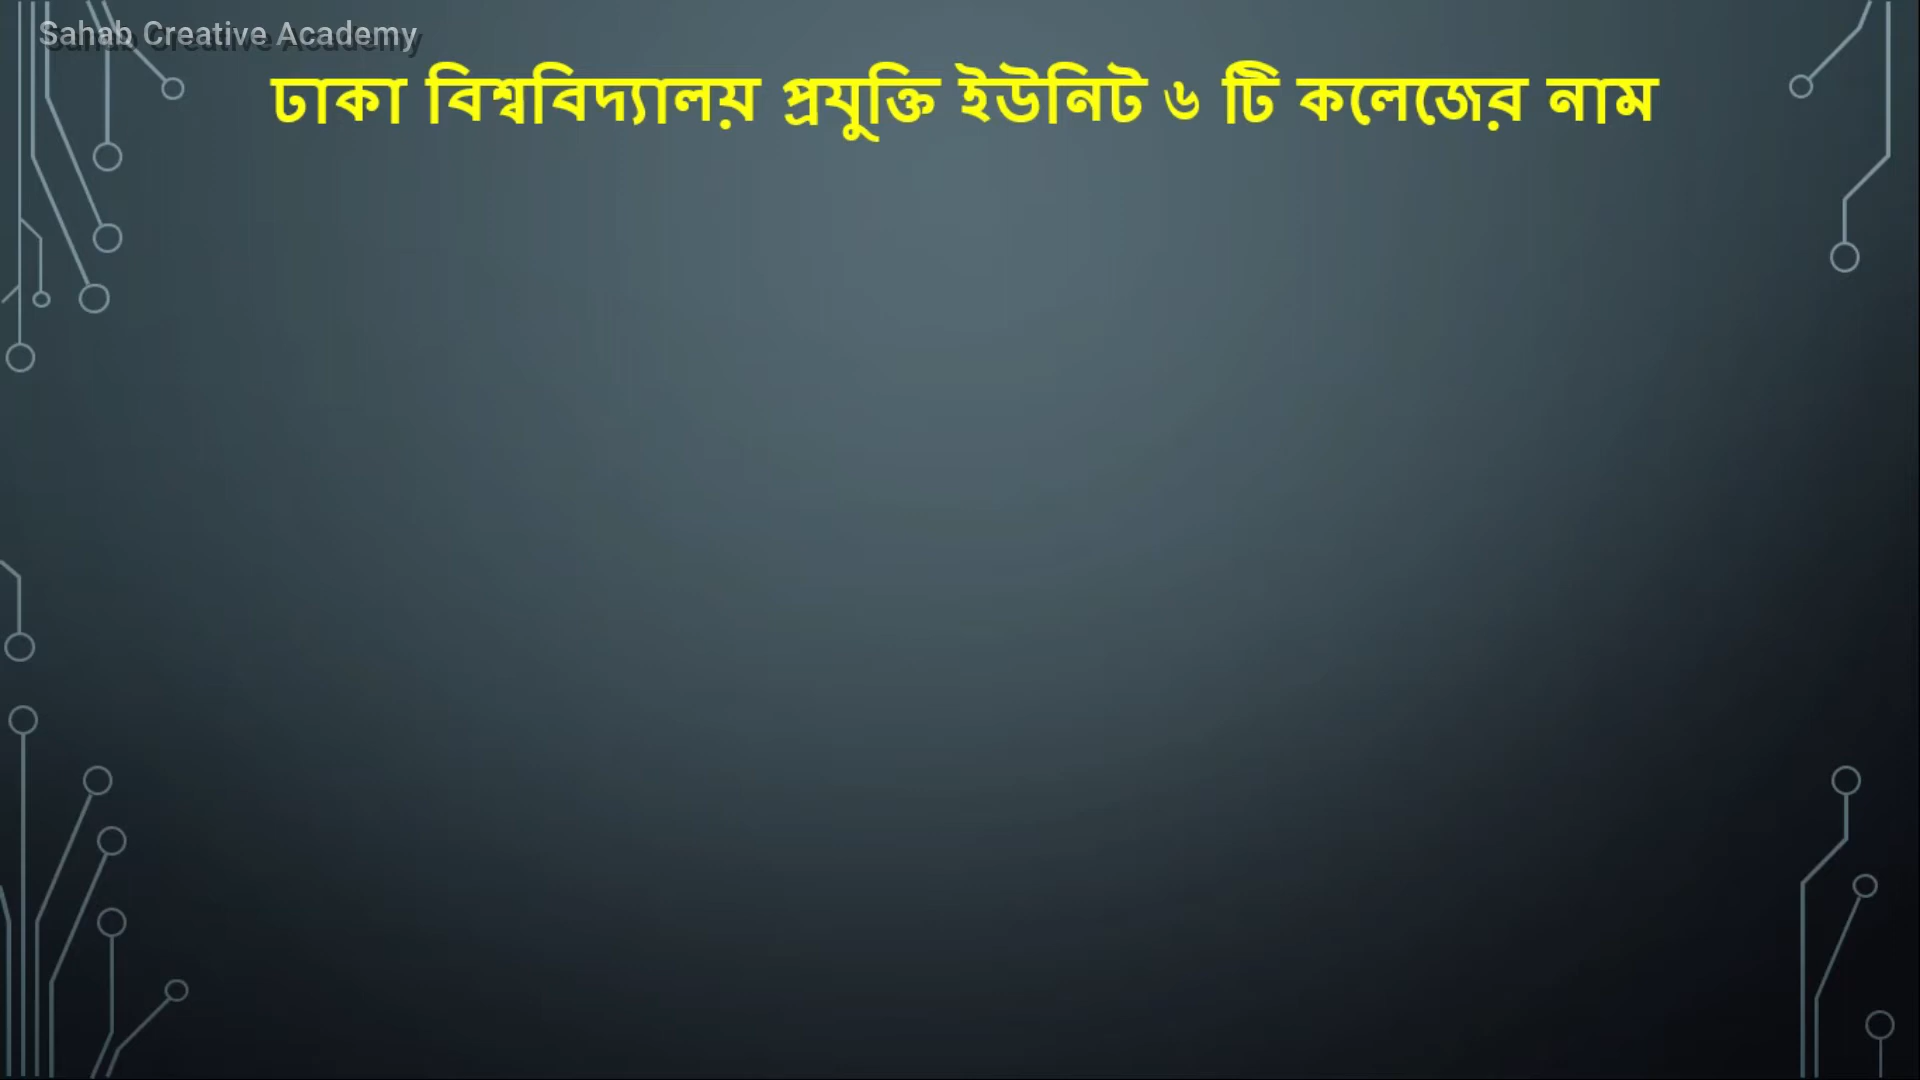 Sahab Creative Academy
ঢাকা বিশ্ববিদ্যালয় প্রযুক্তি ইউনিট ৬ টি কলেজের নাম